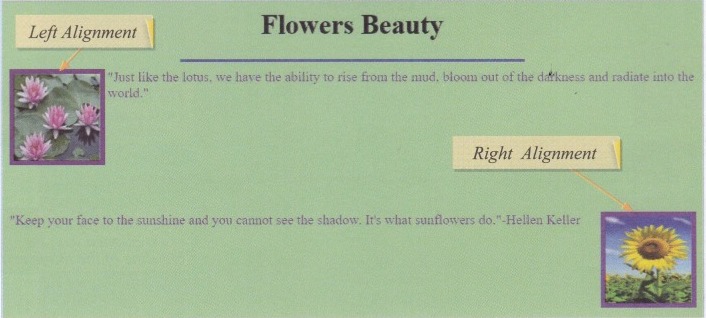 Flowers Beauty
Left Alignment
"Just like the lotus, we have the ability to rise from the mud, bloom out of the darkness and radiate into the
world."
Right Alignment
"Keep your face to the sunshine and you cannot see the shadow. It's what sunflowers do." -Hellen Keller